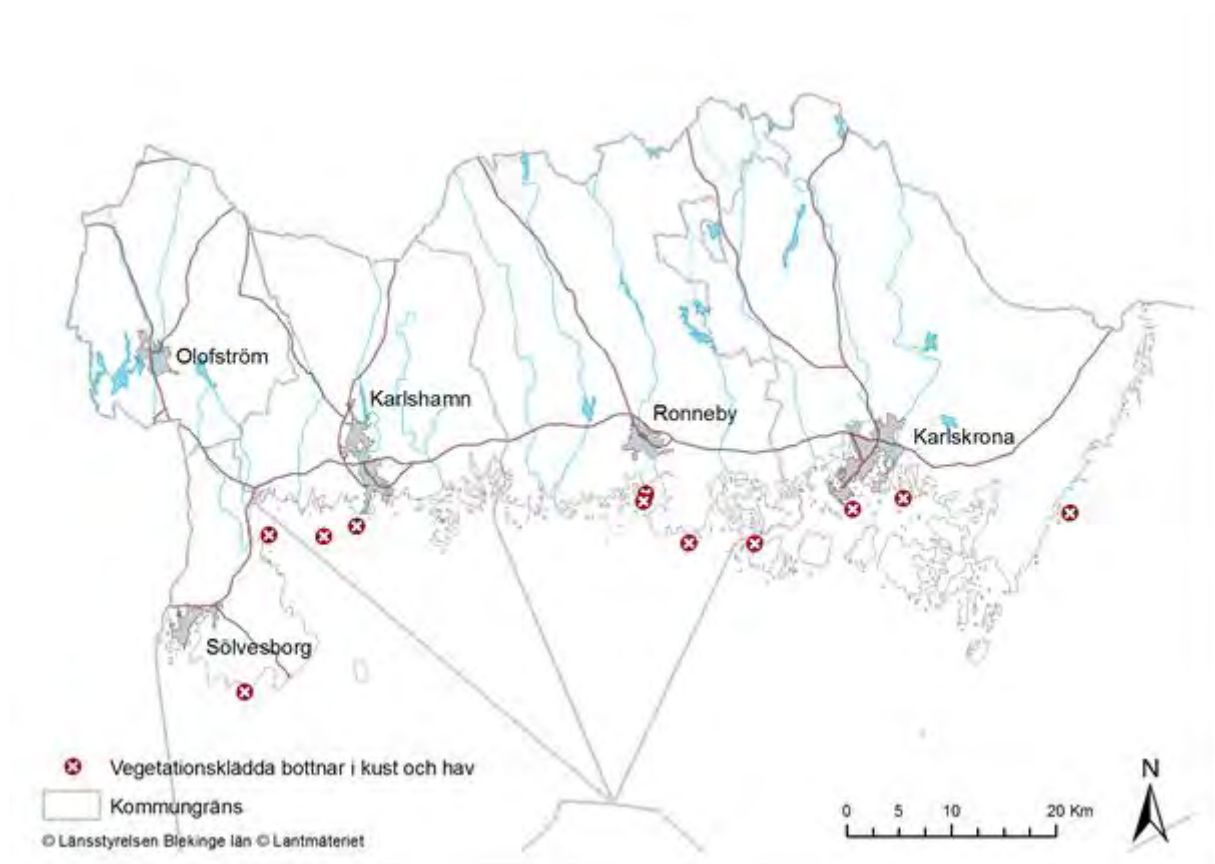 Olofström
Karlshamn
Ronneby
Karlskrona
Sölvesborg
Vegetationsklädda bottnar i kust och hav
Kommungräns
© Länsstyrelsen Blekinge län © Lantmäteriet
0 5 10 20 Km
N